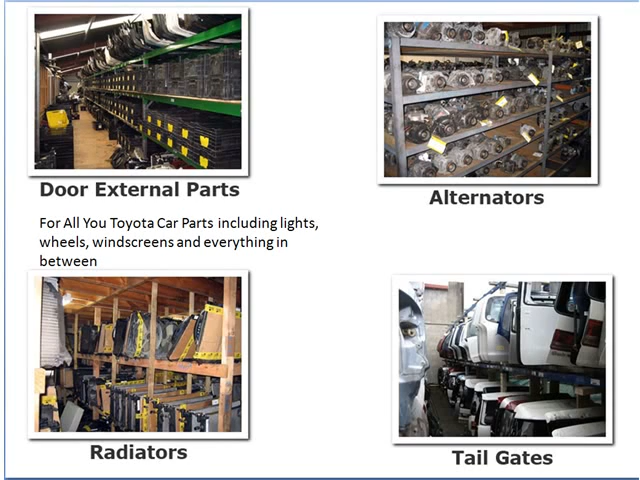 Door External Parts
Alternators
For All You Toyota Car Parts including lights,
wheels, windscreens and everything in
between
Radiators
Tail Gates